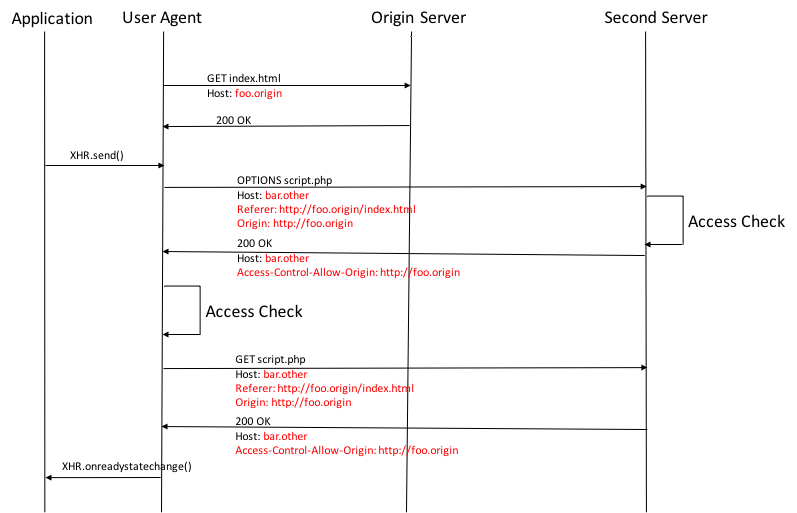 Application
User Agent
Origin Server
Second Server
GET index.html
Host: foo.origin
200 OK
XHR.send()
OPTIONS script.php
Host: bar.other
Referer: http://foo.origin/index.html
Origin: http://foo.origin
Access Check
200 OK
Host: bar.other
Access-Control-Allow-Origin: http://foo.origin
Access Check
GET script.php
Host: bar.other
Referer: http://foo.origin/index.html
Origin: http://foo.origin
200 OK
Host: bar.other
Access-Control-Allow-Origin: http://foo.origin
XHR.onreadystatechange()